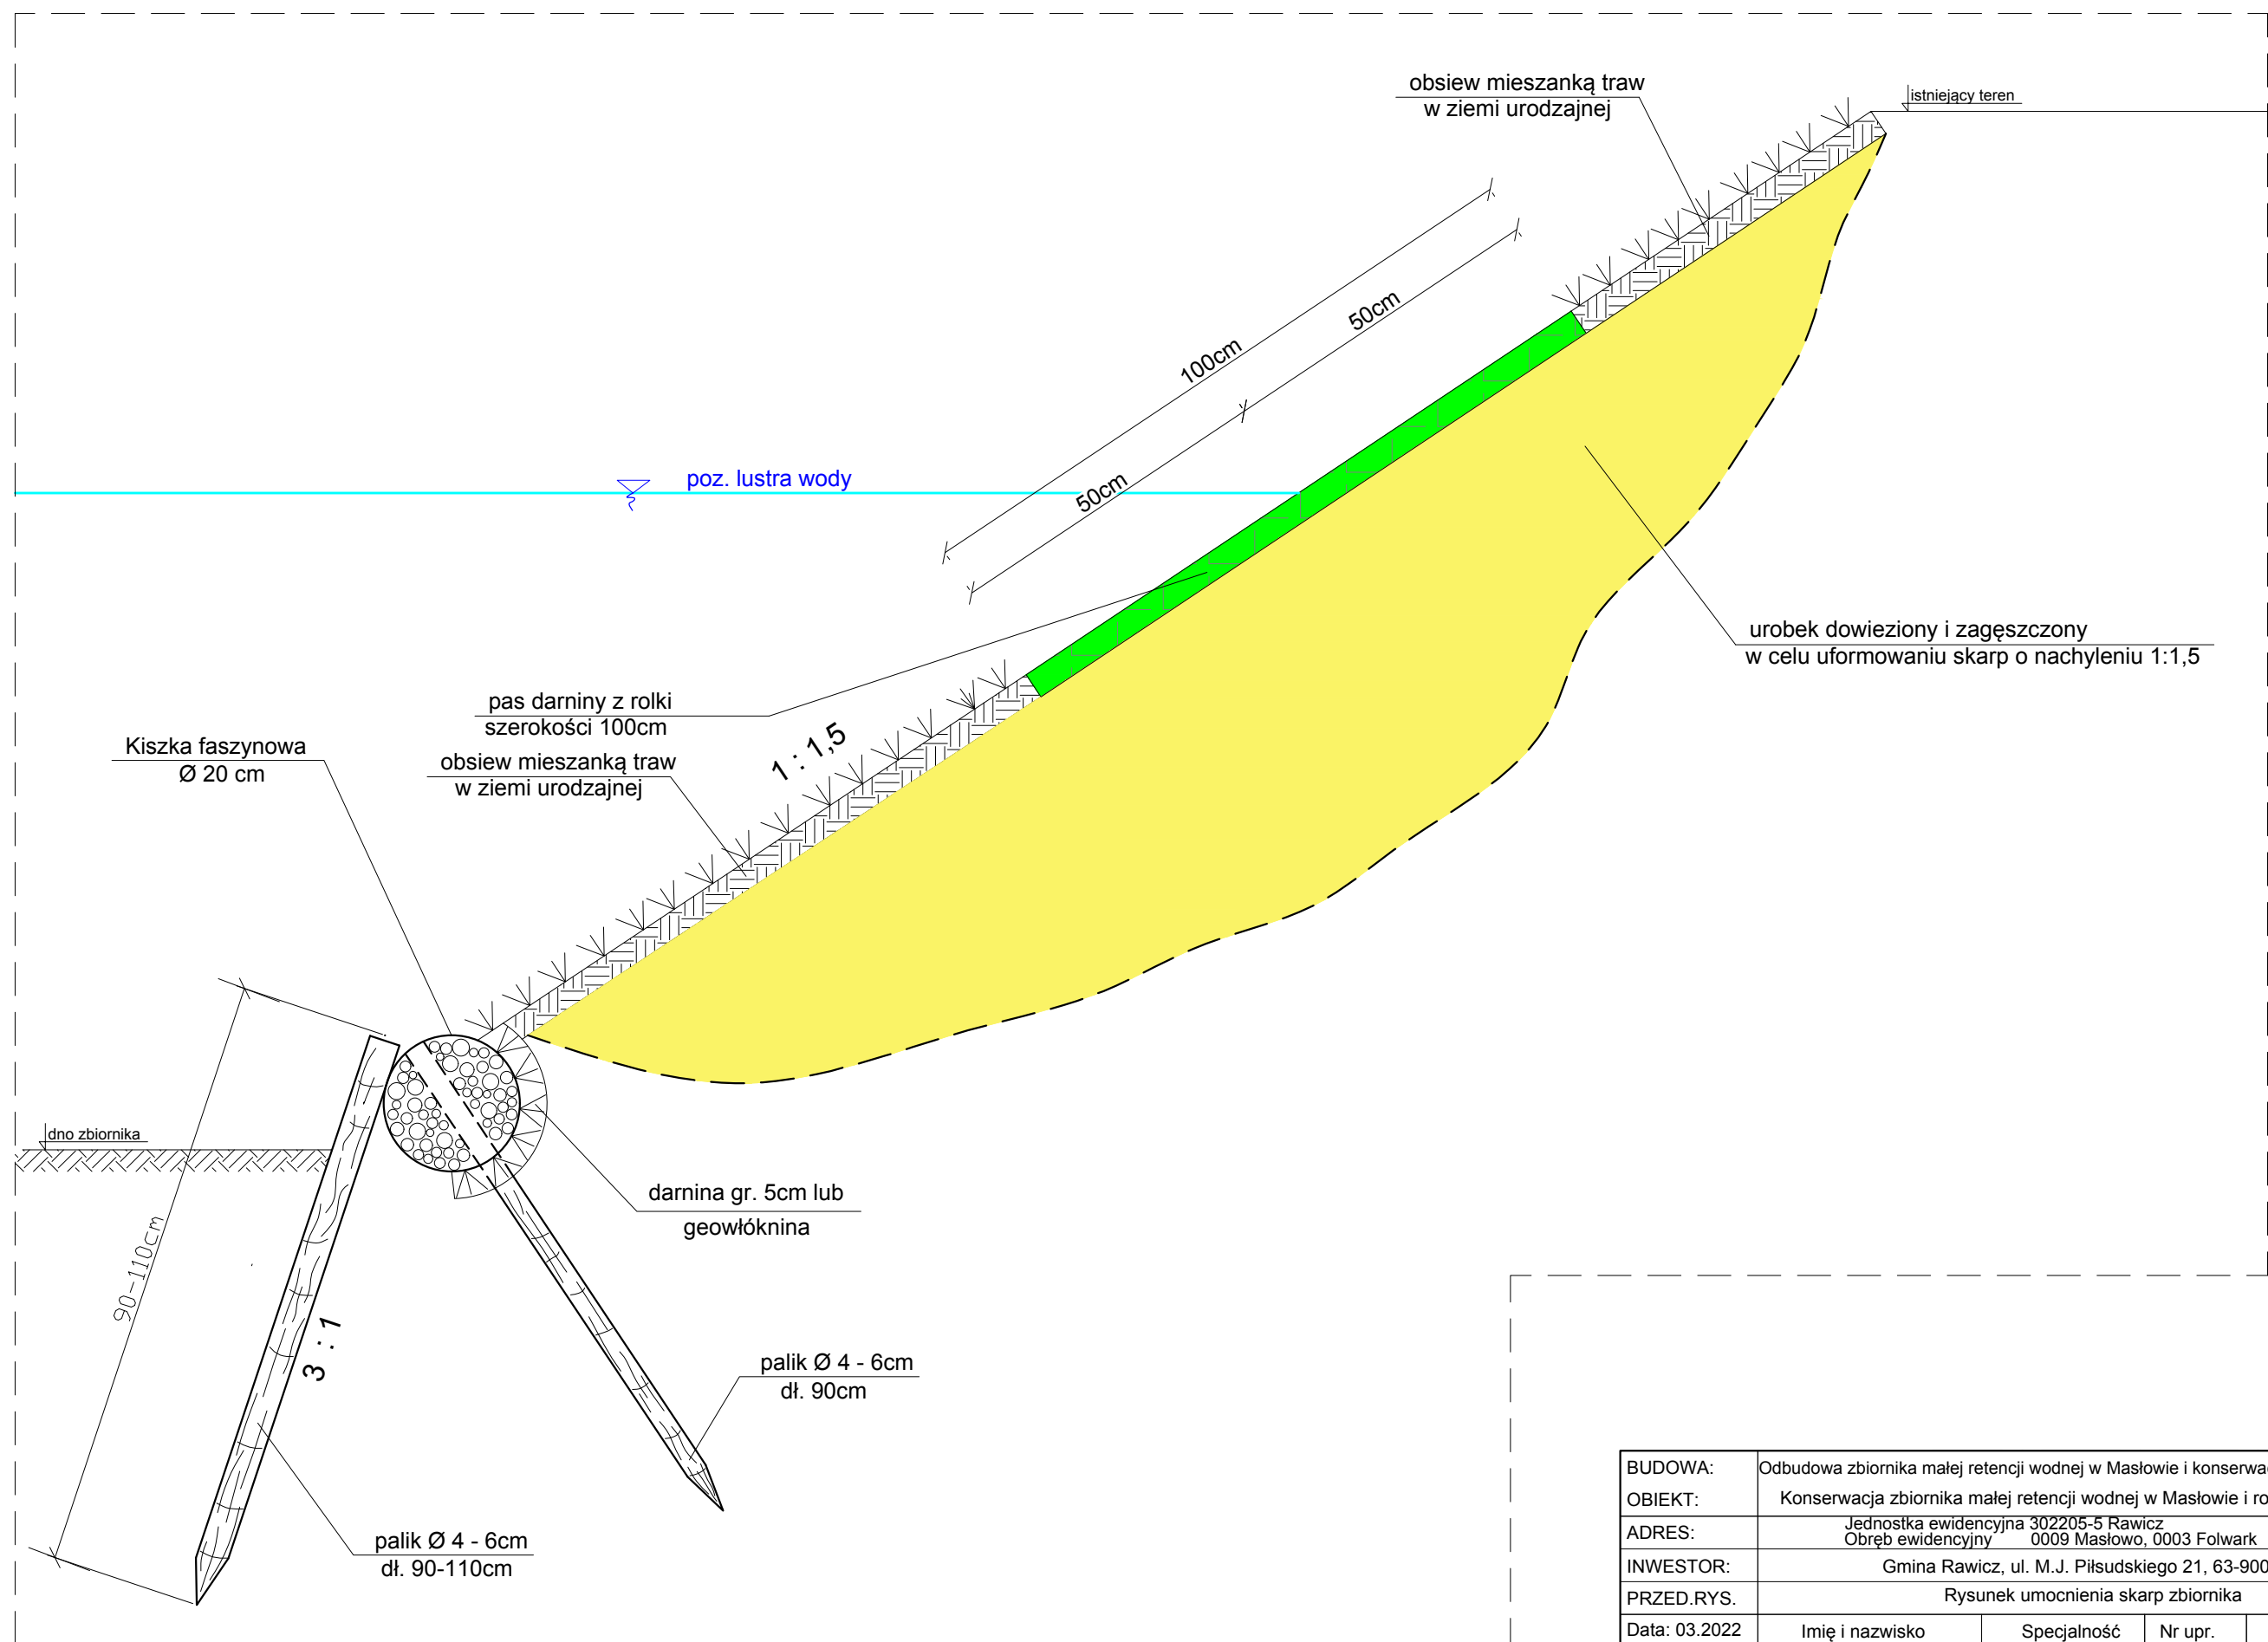 obsiew mieszanką traw
w ziemi urodzajnej
istniejący teren
100cm
50cm
50cm
poz. lustra wody
urobek dowieziony i zagęszczony
w celu uformowaniu skarp o nachyleniu 1:1,5
pas darniny z rolki
szerokości 100cm
1 : 1,5
Kiszka faszynowa
Ø 20 cm
obsiew mieszanką traw
w ziemi urodzajnej
dno zbiornika
darnina gr. 5cm lub
geowłóknina
90-110cm
3 : 1
palik Ø 4 - 6cm
dł. 90cm
palik Ø 4 - 6cm
dł. 90-110cm
BUDOWA: Odbudowa zbiornika małej retencji wodnej w Masłowie i
OBIEKT: Konserwacja zbiornika małej retencji wodnej w Masłowie i
ADRES: Jednostka ewidencyjna 302205-5 Rawicz
Obręb ewidencyjny 0009 Masłowo, 0003 Folwark
INWESTOR: Gmina Rawicz, ul. M.J. Piłsudskiego 21, 63-900
PRZED.RYS. Rysunek umocnienia skarp zbiornika
Data: 03.2022 Imię i nazwisko Specjalność Nr upr.